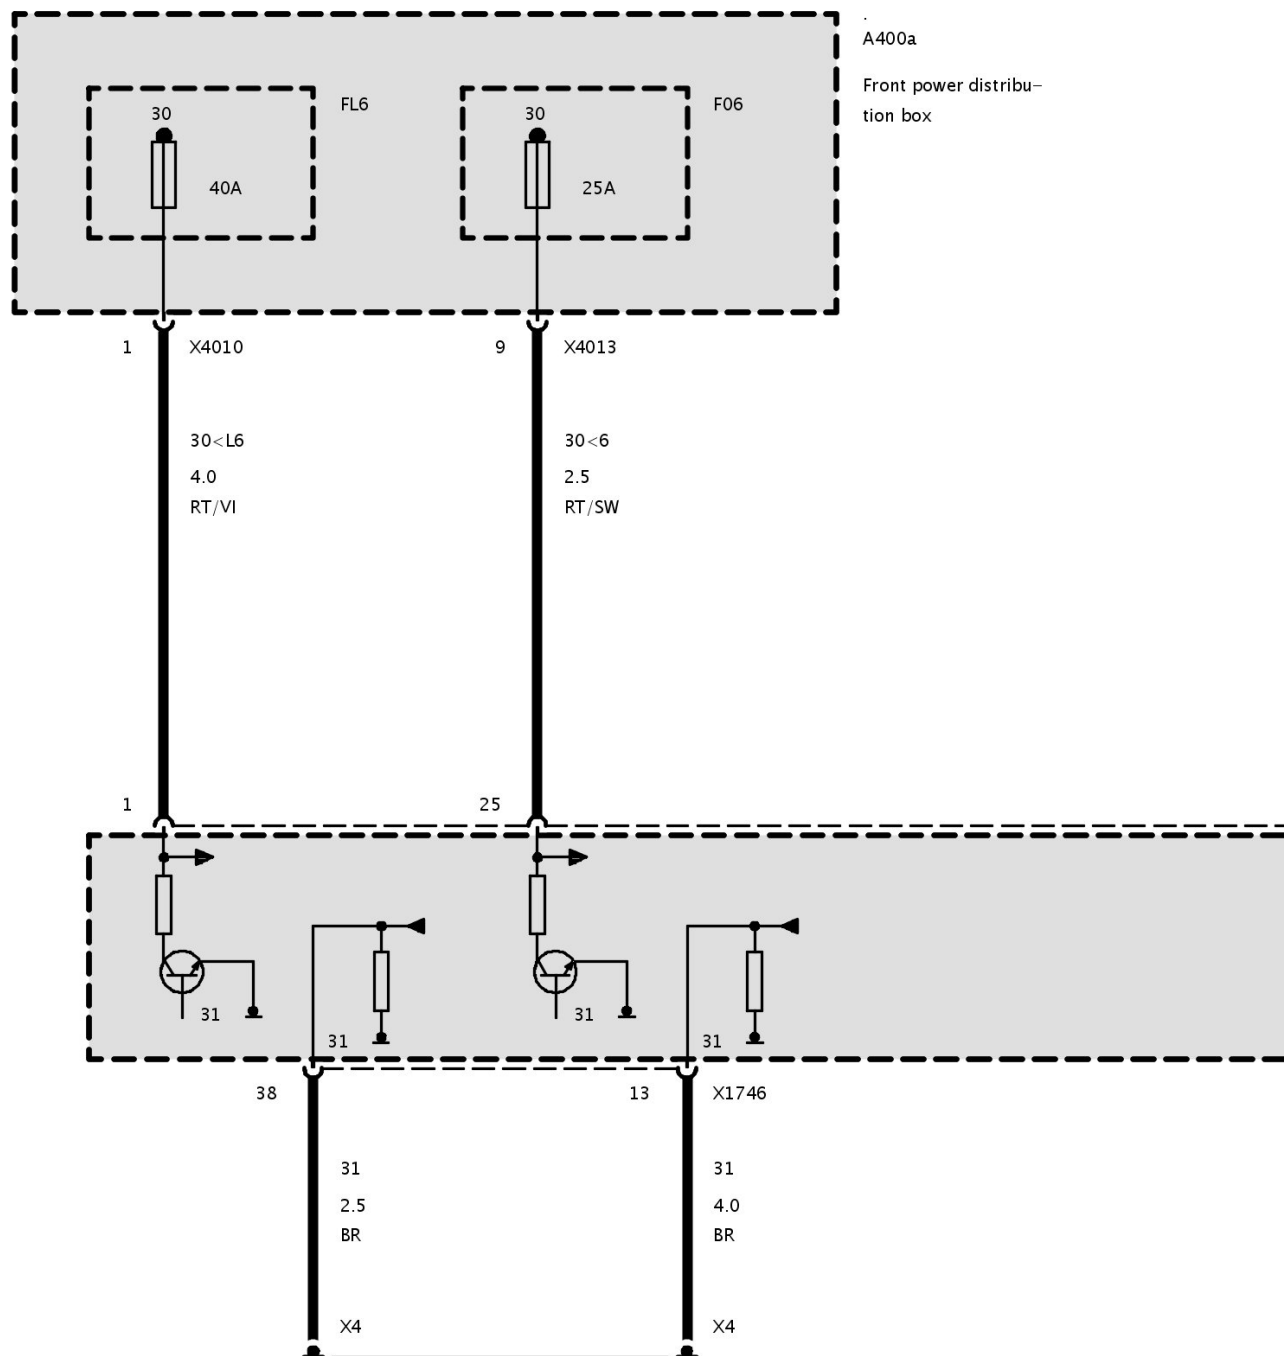 .
A400a
Front power distribu-
tion box
FL6
F06
30
30
40A
25A
1
X4010
9
X4013
30<L6
30<6
4.0
2.5
RT/VI
RT/SW
1
25
31
31
31
31
38
13
X1746
31
31
2.5
4.0
BR
BR
X4
X4